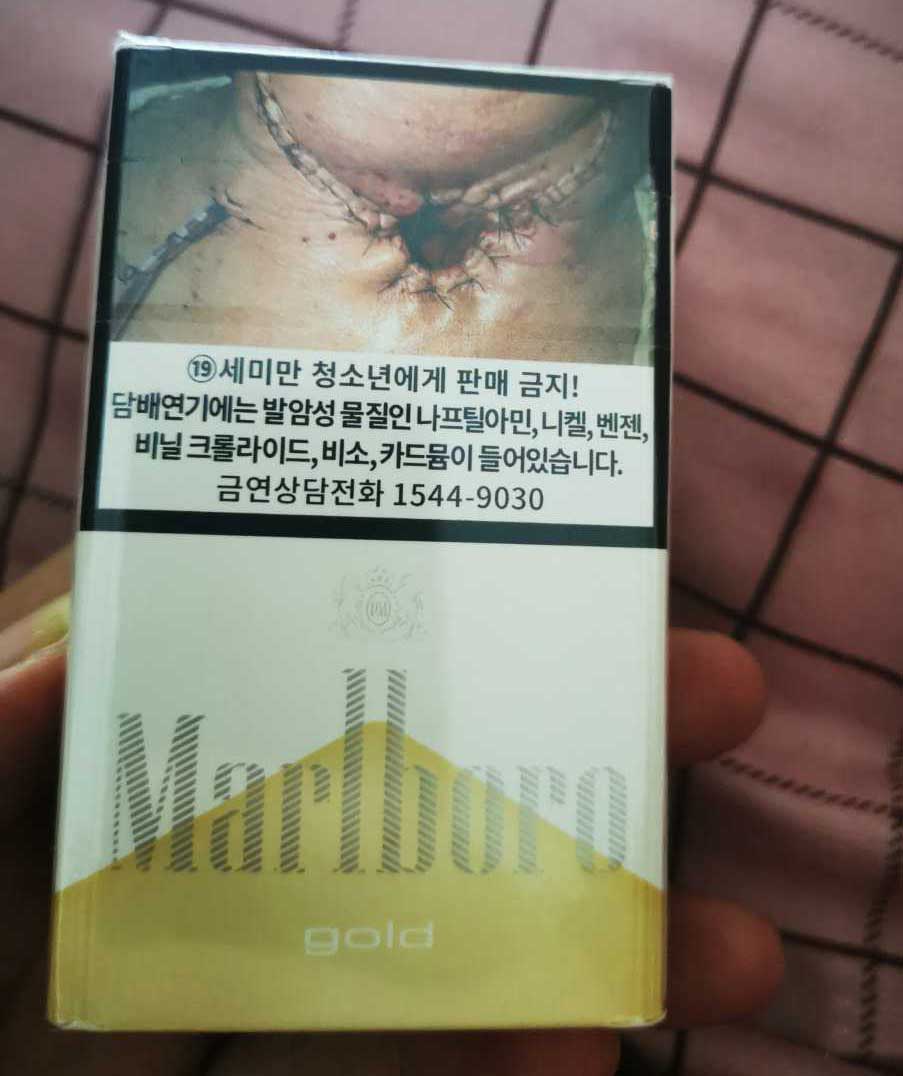 ⑲세미만 청소년에게 판매 금지!
담배연기에는 발암성 물질인 나프틸아민, 니켈, 벤젠,
비닐 크롤라이드, 비소, 카드뮴이 들어있습니다.
금연상담전화 1544-9030
PM
Marlboro
gold